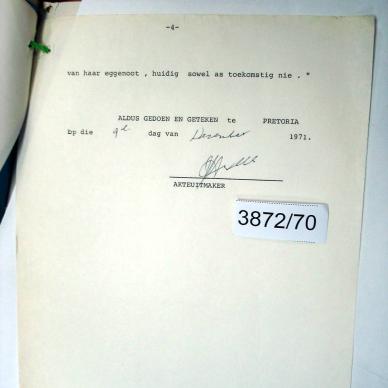 -4-
van haar eggenoot , huidig sowel as toekomstig nie . "
ALDUS GEDOEN EN GETEKEN te PRETORIA
op die 9de dag van Desember 1971.
AKTEUITMAKER
3872/70